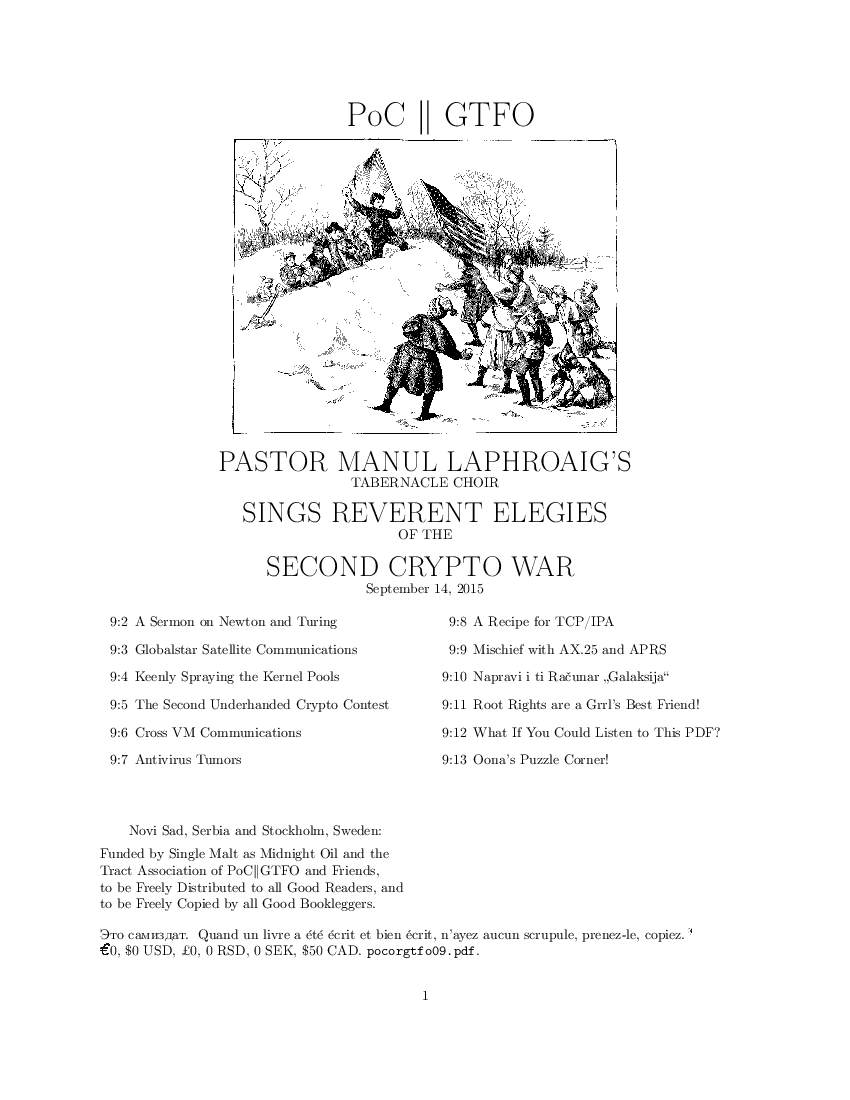 PoC ∥ GTFO
PASTOR MANUL LAPHROAIG'S
TABERNACLE CHOIR
SINGS REVERENT ELEGIES
OF THE
SECOND CRYPTO WAR
September 14, 2015
9:2 A Sermon on Newton and Turing
9:3 Globalstar Satellite Communications
9:4 Keenly Spraying the Kernel Pools
9:5 The Second Underhanded Crypto Contest
9:6 Cross VM Communications
9:7 Antivirus Tumors
9:8 A Recipe for TCP/IPA
9:9 Mischief with AX.25 and APRS
9:10 Napravi i ti Računar „Galaksija“
9:11 Root Rights are a Grrl's Best Friend!
9:12 What If You Could Listen to This PDF?
9:13 Oona's Puzzle Corner!
Novi Sad, Serbia and Stockholm, Sweden:
Funded by Single Malt as Midnight Oil and the
Tract Association of PoC∥GTFO and Friends,
to be Freely Distributed to all Good Readers, and
to be Freely Copied by all Good Bookleggers.
Это самиздат. Quand un livre a été écrit et bien écrit, n'ayez aucun scrupule, prenez-le, copiez.
€0, $0 USD, £0, 0 RSD, 0 SEK, $50 CAD. pocorgtfo09.pdf.
1